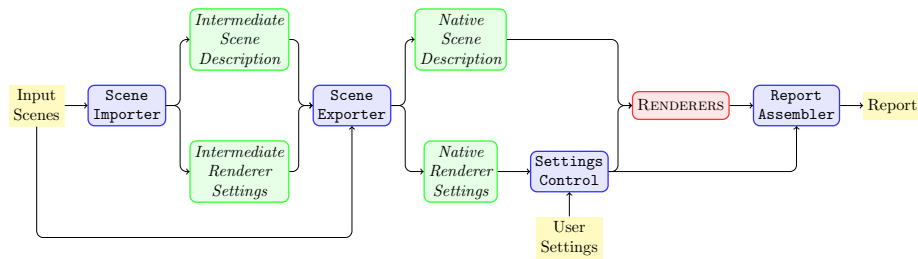 Input
Scenes
Scene
Importer
Intermediate
Scene
Description
Intermediate
Renderer
Settings
Scene
Exporter
Native
Scene
Description
Native
Renderer
Settings
Settings
Control
User
Settings
RENDERERS
Report
Assembler
Report